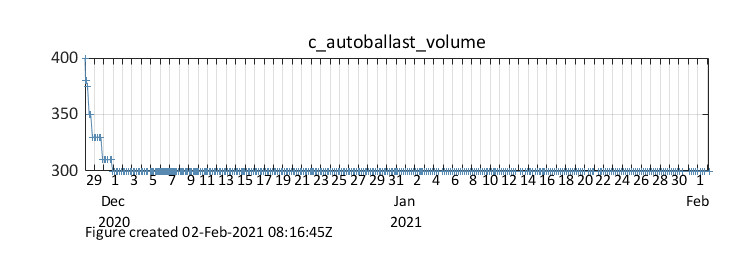 c_autoballast_volume
400
350
300
29 1 3 5 7 9 11 13 15 17 19 21 23 25 27 29 31 2 4 6 8 10 12 14 16 18 20 22 24 26 28 30 1
Dec Jan Feb
2020 2021
Figure created 02-Feb-2021 08:16:45Z